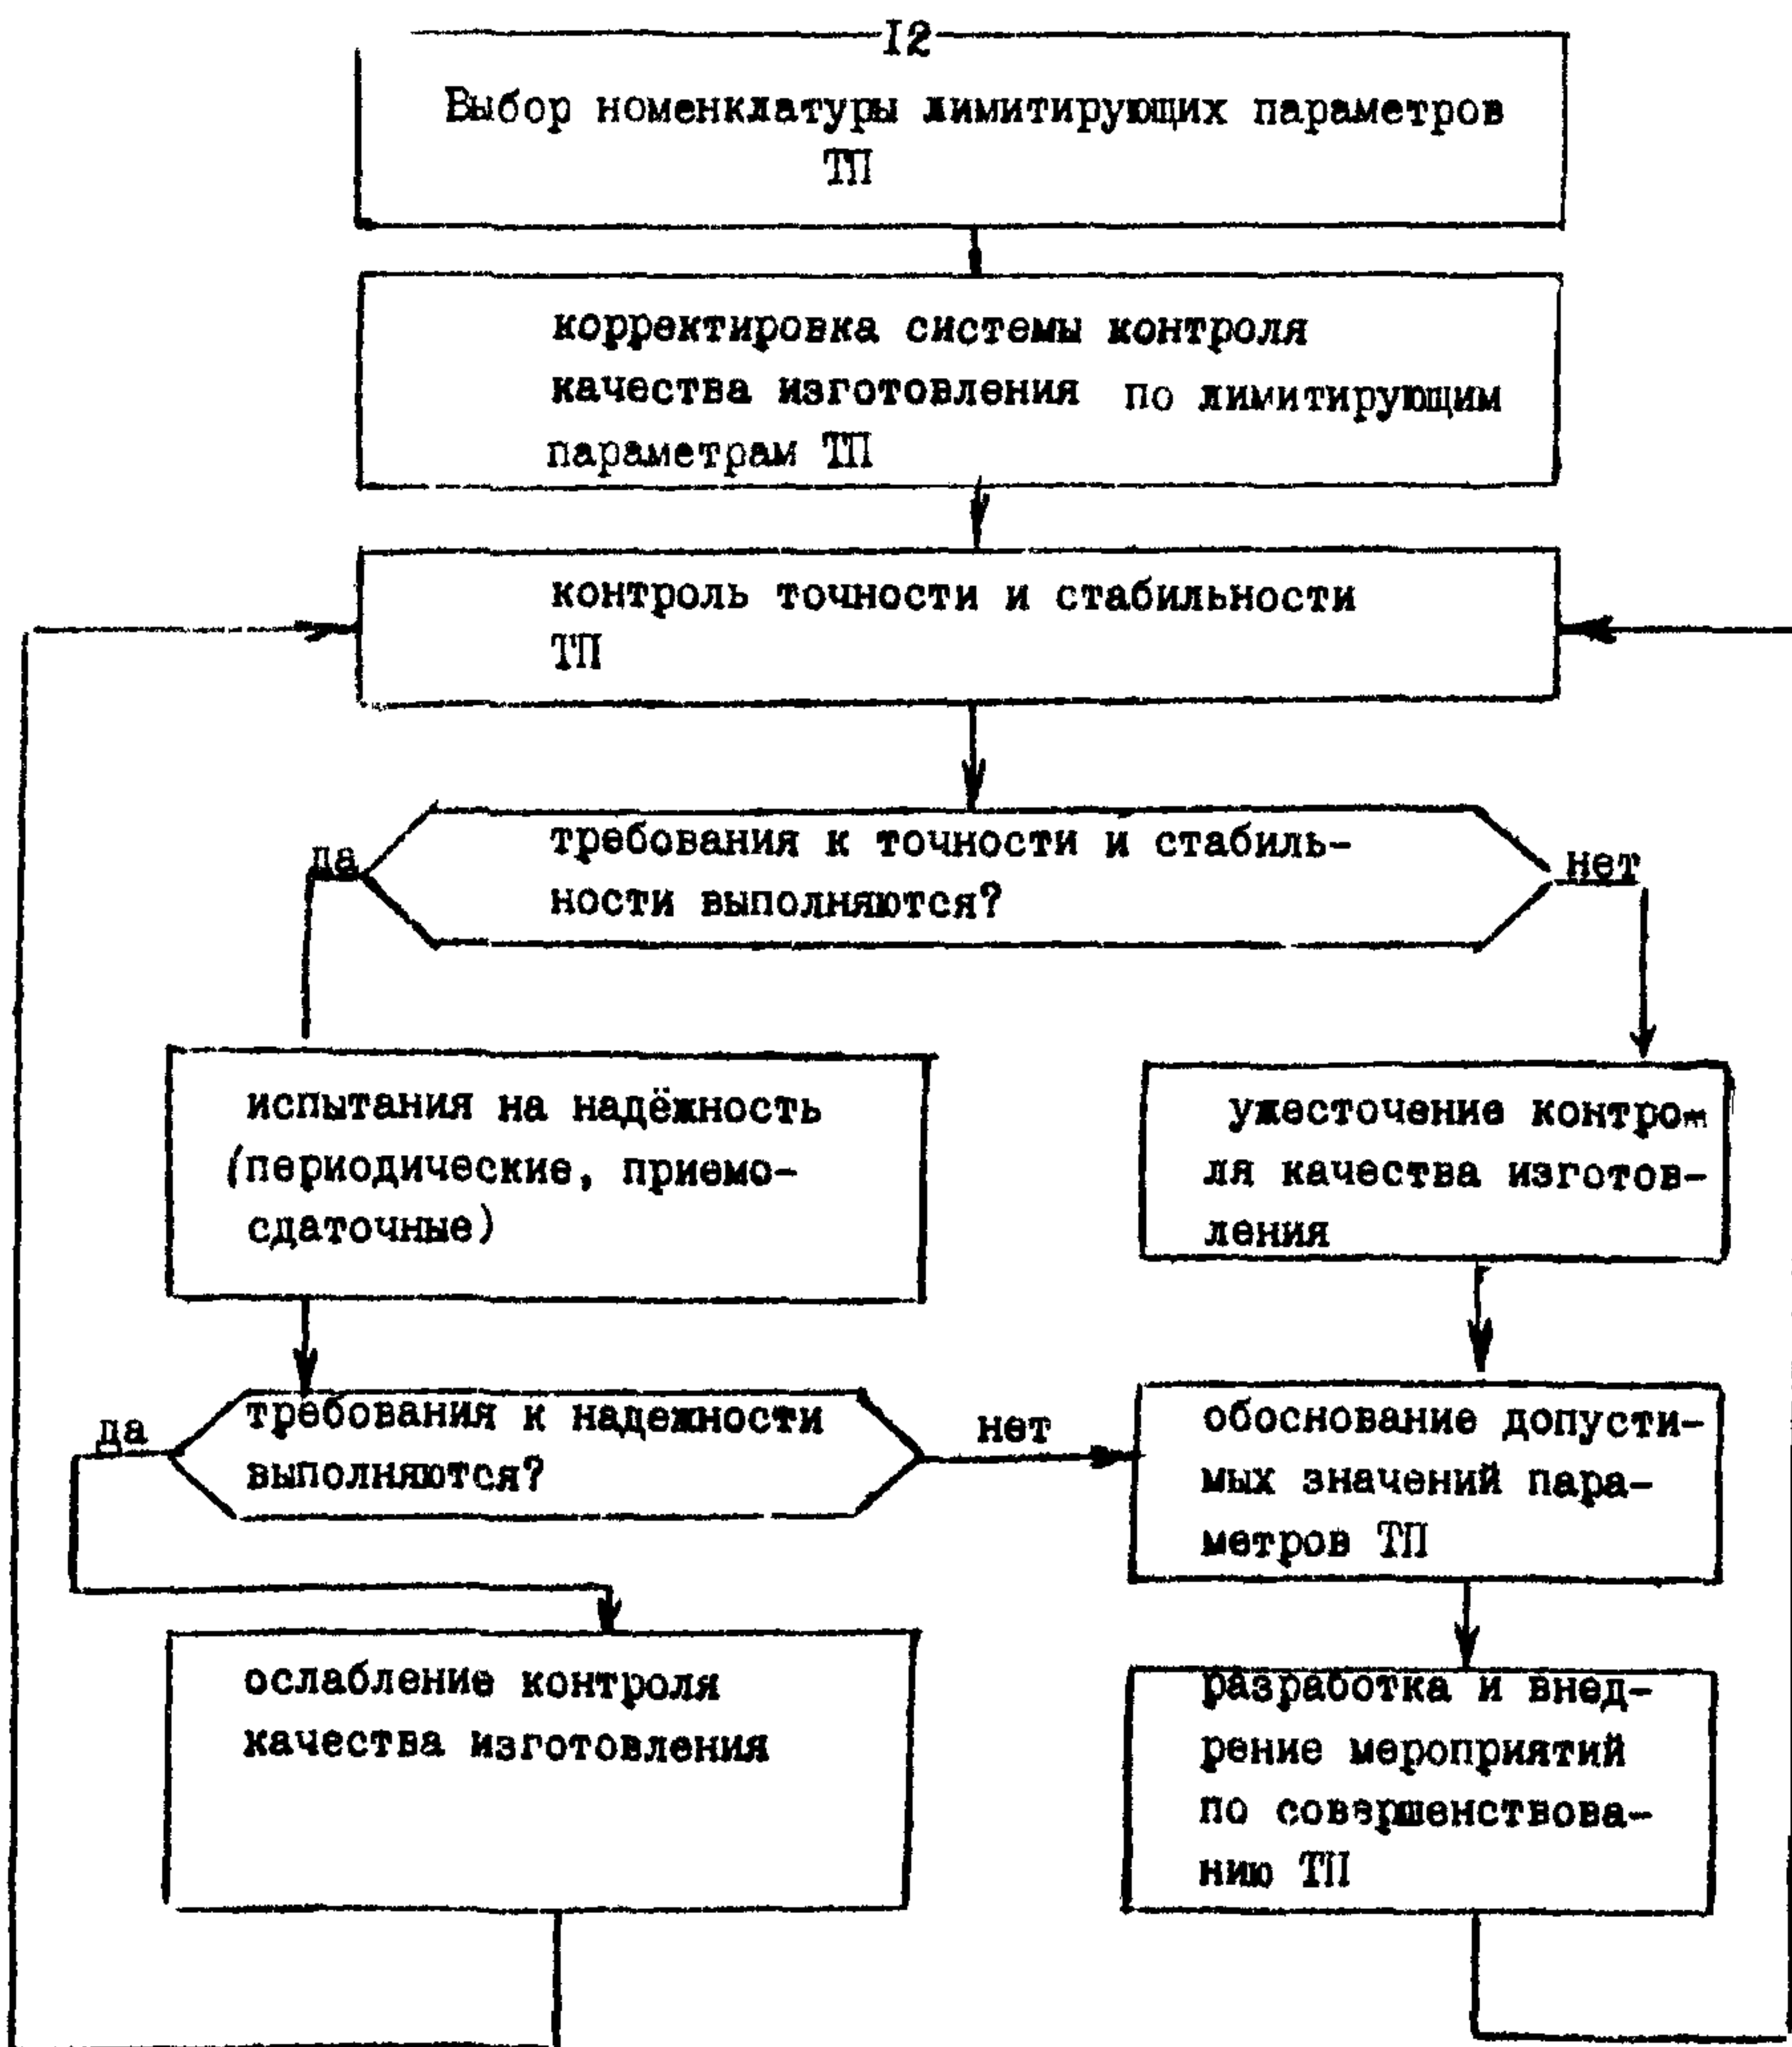 I2
Выбор номенклатуры лимитирующих параметров
ТП
корректировка системы контроля
качества изготовления по лимитирующим
параметрам ТП
контроль точности и стабильности
ТП
требования к точности и стабиль-
ности выполняются?
да
нет
испытания на надёжность
(периодические, приемо-
сдаточные)
ужесточение контро-
ля качества изготов-
ления
требования к надежности
выполняются?
да
нет
обоснование допусти-
мых значений пара-
метров ТП
ослабление контроля
качества изготовления
разработка и внед-
рение мероприятий
по совершенствова-
нию ТП